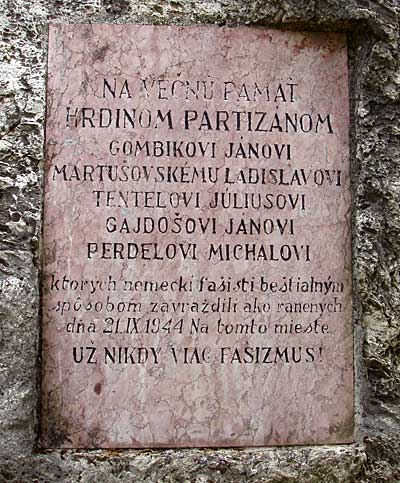 NA VEČNÚ PAMÄŤ
HRDINOM PARTIZÁNOM
GOMBIKOVI JÁNOVI
MARTUŠOVSKÉMU LADISLAVOVI
TENTELOVI JÚLIUSOVI
GAJDOŠOVI JÁNOVI
PERDELOVI MICHALOVI
ktorých nemeckí fašisti beštiálnym
spôsobom zavraždili ako ranených
dňa 21.IX.1944 Na tomto mieste
UŽ NIKDY VIAC FAŠIZMUS!